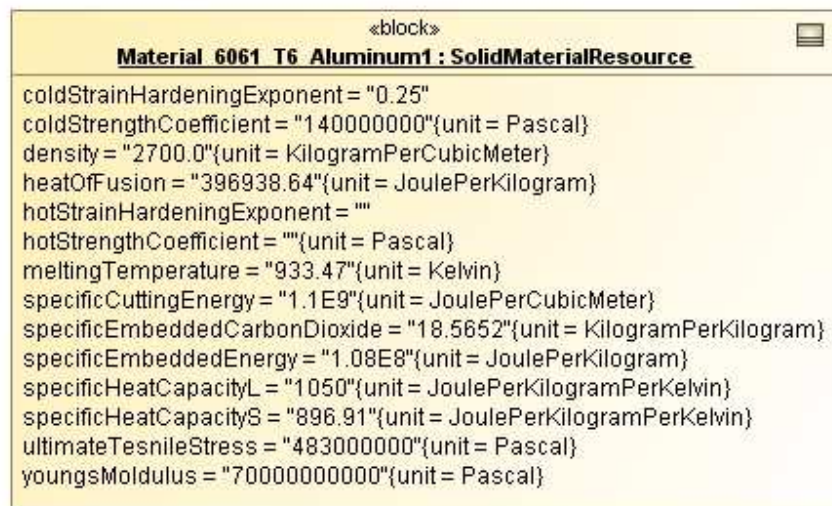 «block»
Material 6061 T6 Aluminum1 : SolidMaterialResource
coldStrainHardeningExponent = "0.25"
coldStrengthCoefficient = "140000000"{unit = Pascal}
density = "2700.0"{unit = KilogramPerCubicMeter}
heatOfFusion = "396938.64"{unit = JoulePerKilogram}
hotStrainHardeningExponent = ""
hotStrengthCoefficient = ""{unit = Pascal}
meltingTemperature = "933.47"{unit = Kelvin}
specificCuttingEnergy = "1.1E9"{unit = JoulePerCubicMeter}
specificEmbeddedCarbonDioxide = "18.5652"{unit = KilogramPerKilogram}
specificEmbeddedEnergy = "1.08E8"{unit = JoulePerKilogram}
specificHeatCapacityL = "1050"{unit = JoulePerKilogramPerKelvin}
specificHeatCapacityS = "896.91"{unit = JoulePerKilogramPerKelvin}
ultimateTesnileStress = "483000000"{unit = Pascal}
youngsMoldulus = "70000000000"{unit = Pascal}